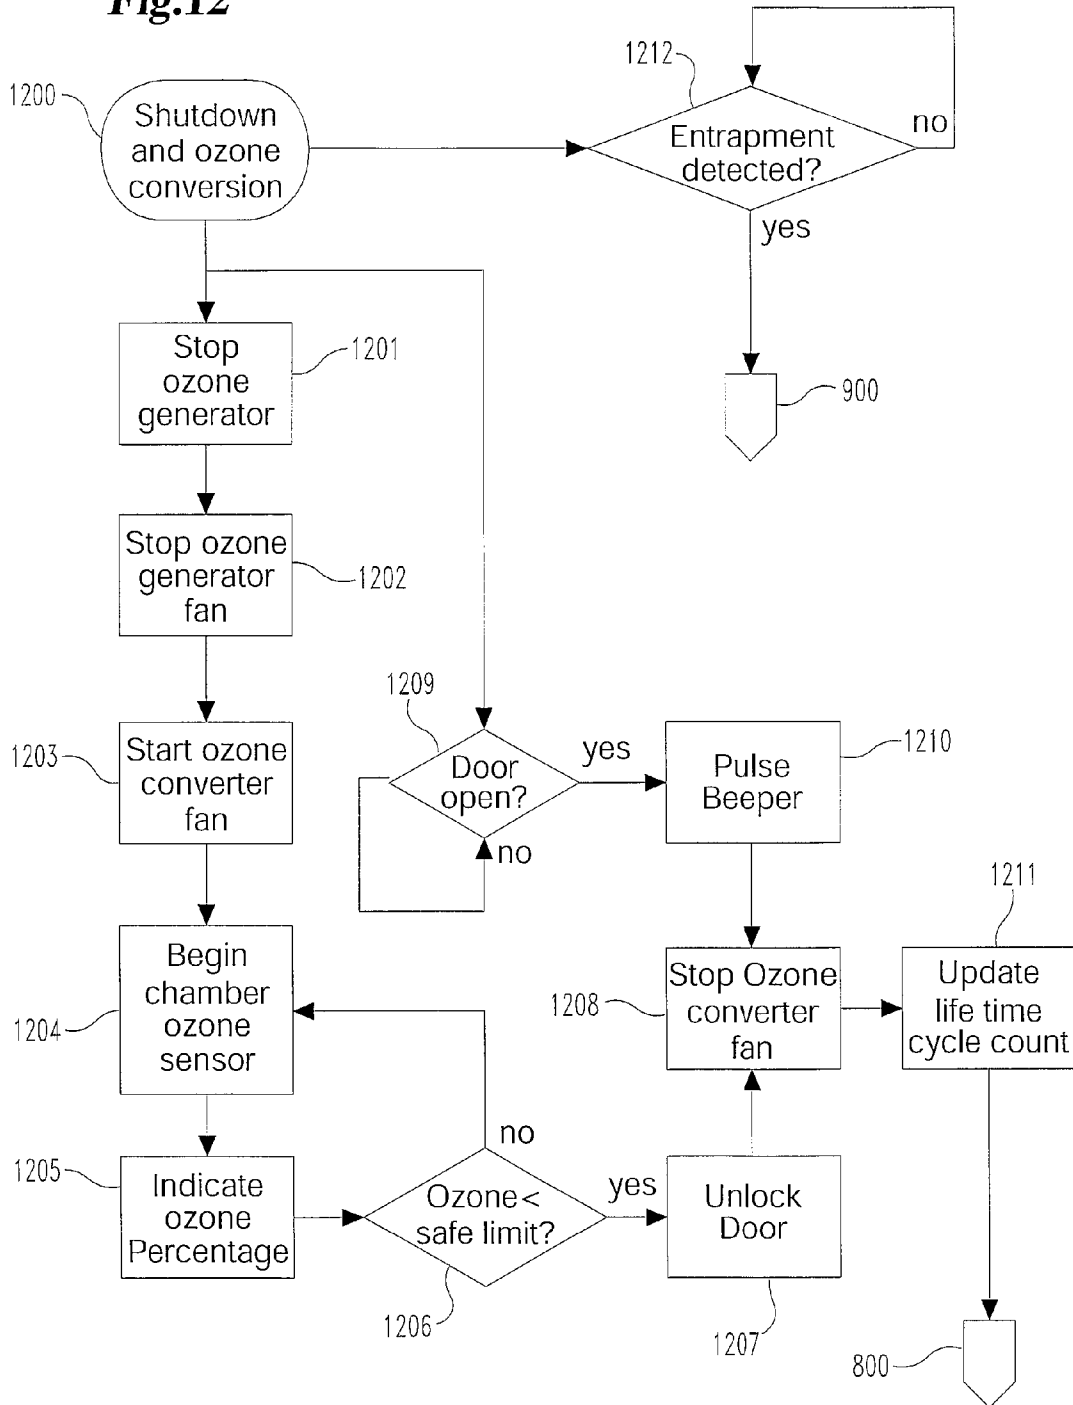 Fig.12
1200
Shutdown
and ozone
conversion
1212
Entrapment
detected?
no
yes
900
Stop
ozone
generator
1201
Stop ozone
generator
fan
1202
1203
Start ozone
converter
fan
1209
Door
open?
yes
no
Pulse
Beeper
1210
1204
Begin
chamber
ozone
sensor
1208
Stop Ozone
converter
fan
1211
Update
life time
cycle count
1205
Indicate
ozone
Percentage
no
Ozone<
safe limit?
yes
1206
Unlock
Door
1207
800